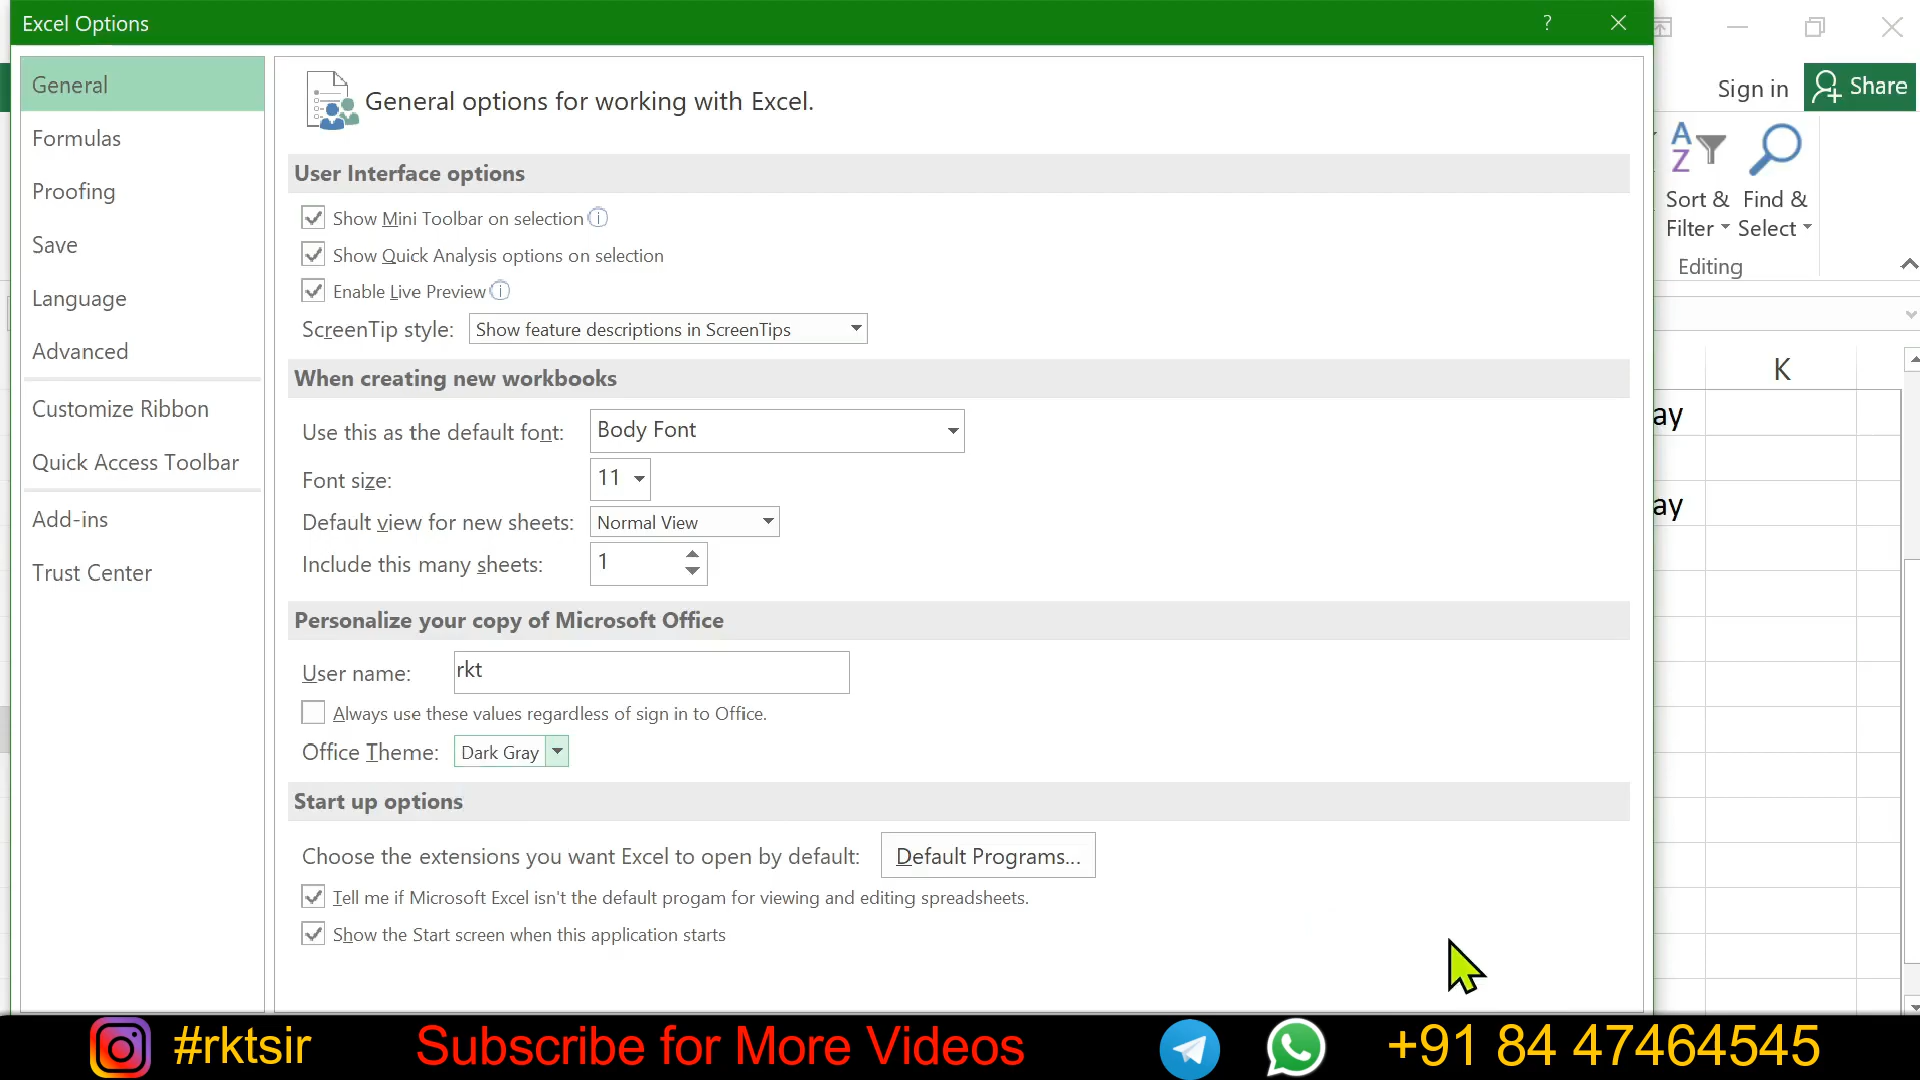 Excel Options
?
General
Formulas
Proofing
Save
Language
Advanced
Customize Ribbon
Quick Access Toolbar
Add-ins
Trust Center
General options for working with Excel.
User Interface options
Show Mini Toolbar on selection
Show Quick Analysis options on selection
Enable Live Preview
ScreenTip style: Show feature descriptions in ScreenTips
When creating new workbooks
Use this as the default font: Body Font
Font size: 11
Default view for new sheets: Normal View
Include this many sheets: 1
Personalize your copy of Microsoft Office
User name: rkt
Always use these values regardless of sign in to Office.
Office Theme: Dark Gray
Start up options
Choose the extensions you want Excel to open by default: Default Programs...
Tell me if Microsoft Excel isn't the default progam for viewing and editing spreadsheets.
Show the Start screen when this application starts
Sign in Share
A
Z
Sort & Find &
Filter Select
Editing
K
ay
ay
#rktsir Subscribe for More Videos +91 84 47464545